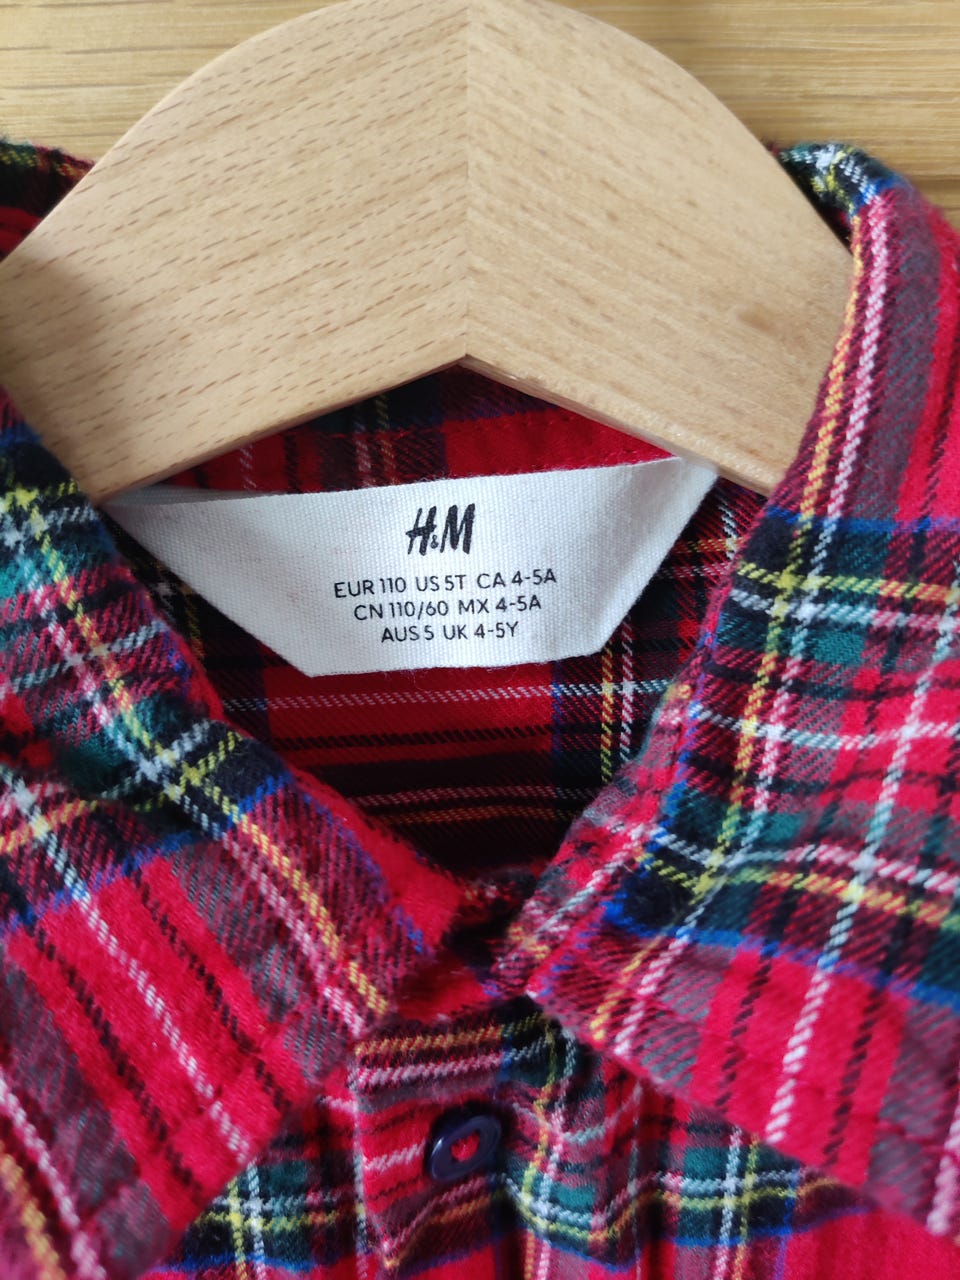 H&M
EUR 110 US 5T CA 4-5A
CN 110/60 MX 4-5A
AUS 5 UK 4-5Y